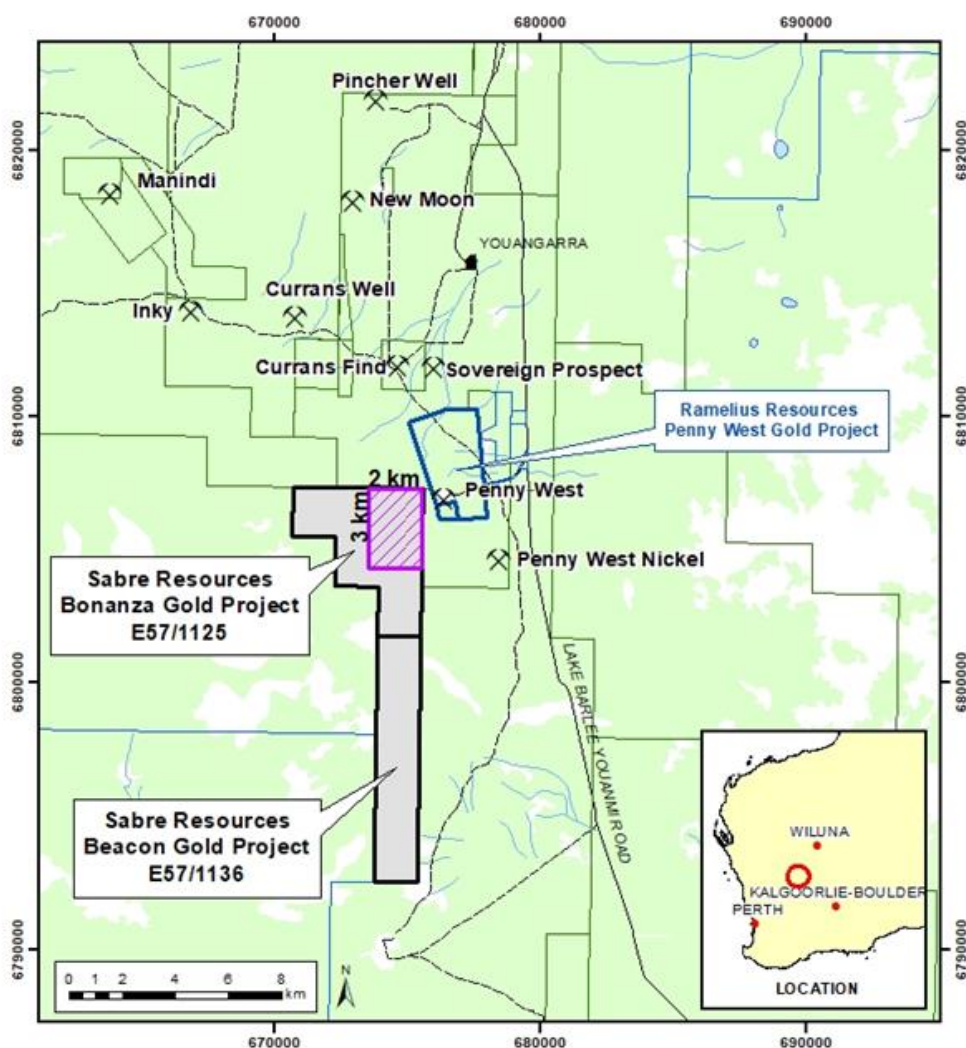 670000
680000
690000
Pincher Well
6820000
6820000
Manindi
New Moon
YOUANGARRA
Currans Well
Inky
Currans Find
Sovereign Prospect
6810000
6810000
Ramelius Resources
Penny West Gold Project
2 km
3 km
Penny West
Penny West Nickel
Sabre Resources
Bonanza Gold Project
E57/1125
6800000
6800000
LAKE BARLEE YOUANMI ROAD
Sabre Resources
Beacon Gold Project
E57/1136
WILUNA
KALGOORLIE-BOULDER
PERTH
LOCATION
6790000
6790000
0 1 2 4 6 8
km
N
670000
680000
690000